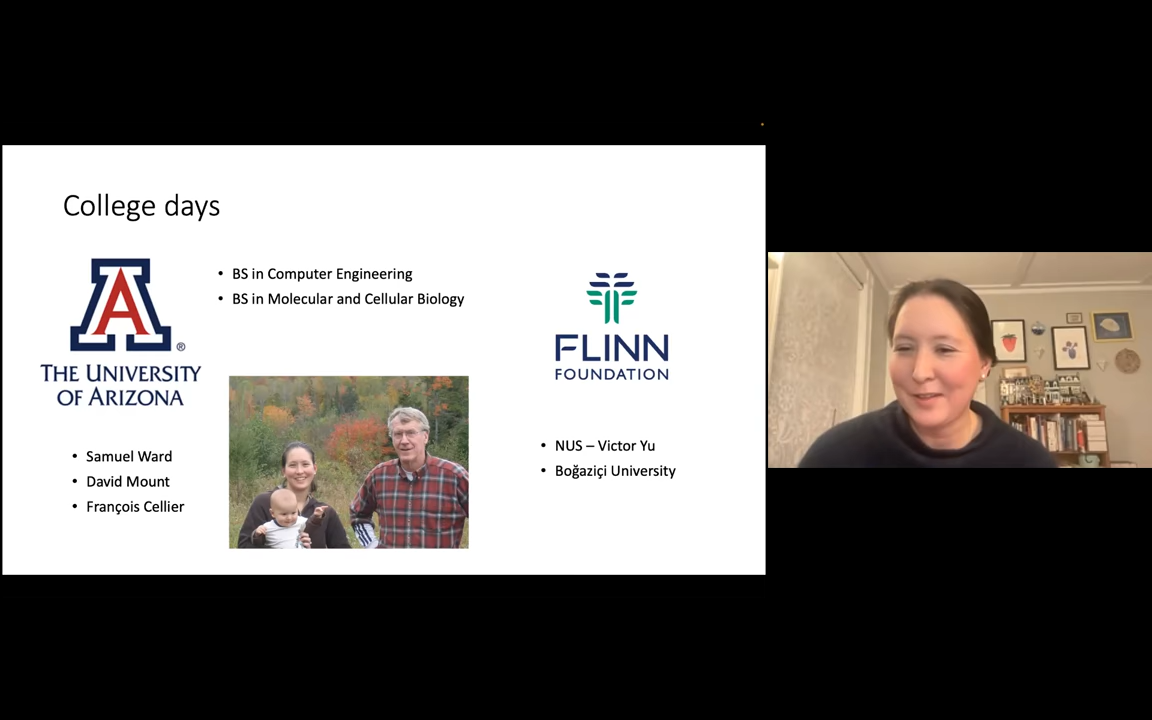 College days
A
®
THE UNIVERSITY
OF ARIZONA
• BS in Computer Engineering
• BS in Molecular and Cellular Biology
FLINN
FOUNDATION
• Samuel Ward
• David Mount
• François Cellier
• NUS – Victor Yu
• Boğaziçi University